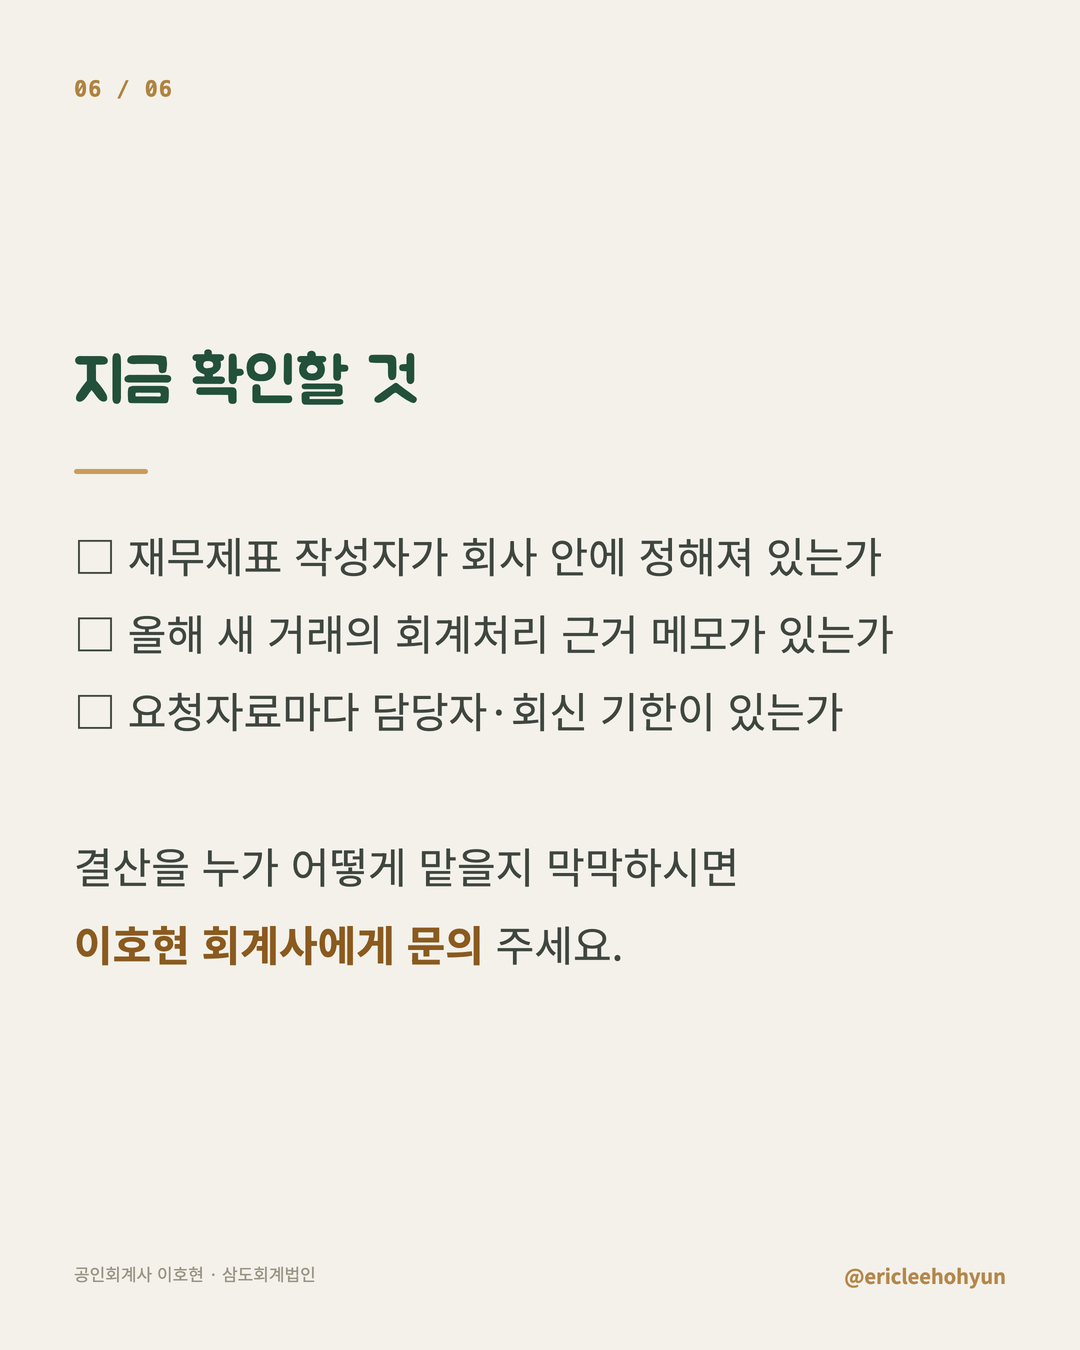 06 / 06
지금 확인할 것
□ 재무제표 작성자가 회사 안에 정해져 있는가
□ 올해 새 거래의 회계처리 근거 메모가 있는가
□ 요청자료마다 담당자·회신 기한이 있는가
결산을 누가 어떻게 맡을지 막막하시면
이호현 회계사에게 문의 주세요.
공인회계사 이호현 · 삼도회계법인
@ericleehohyun